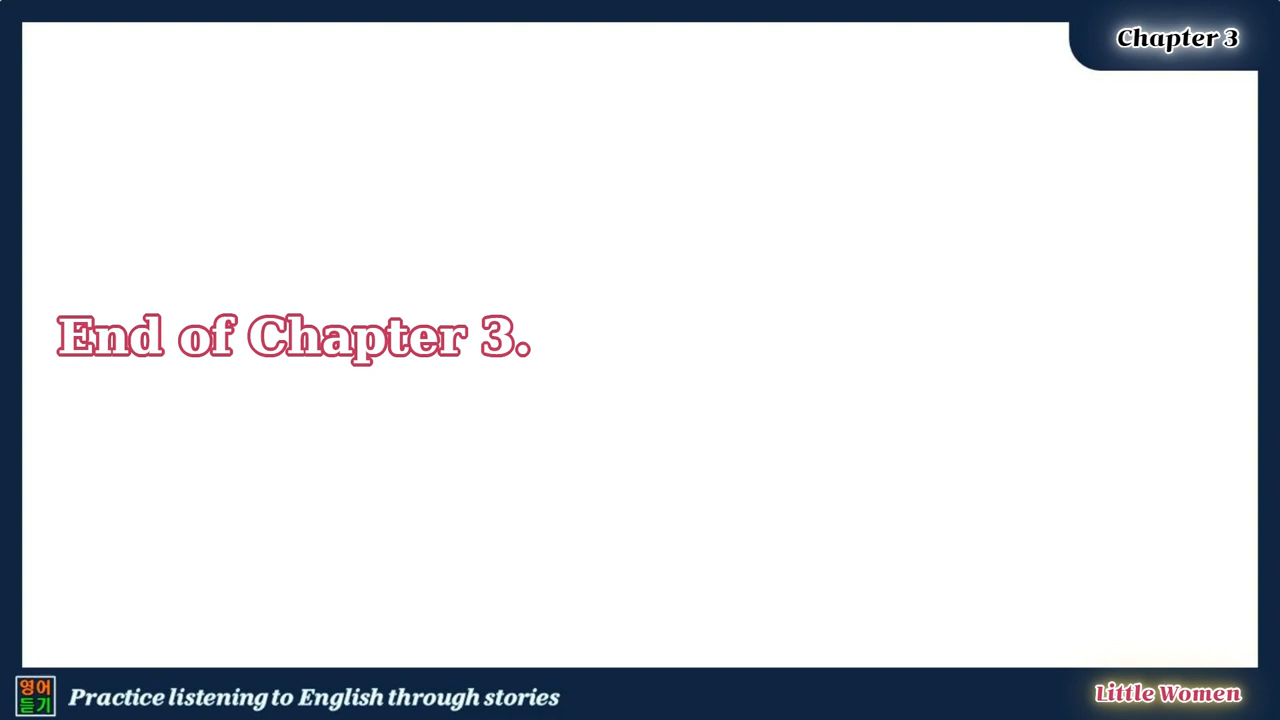 Chapter 3
End of Chapter 3.
영어
듣기
Practice listening to English through stories
Little Women